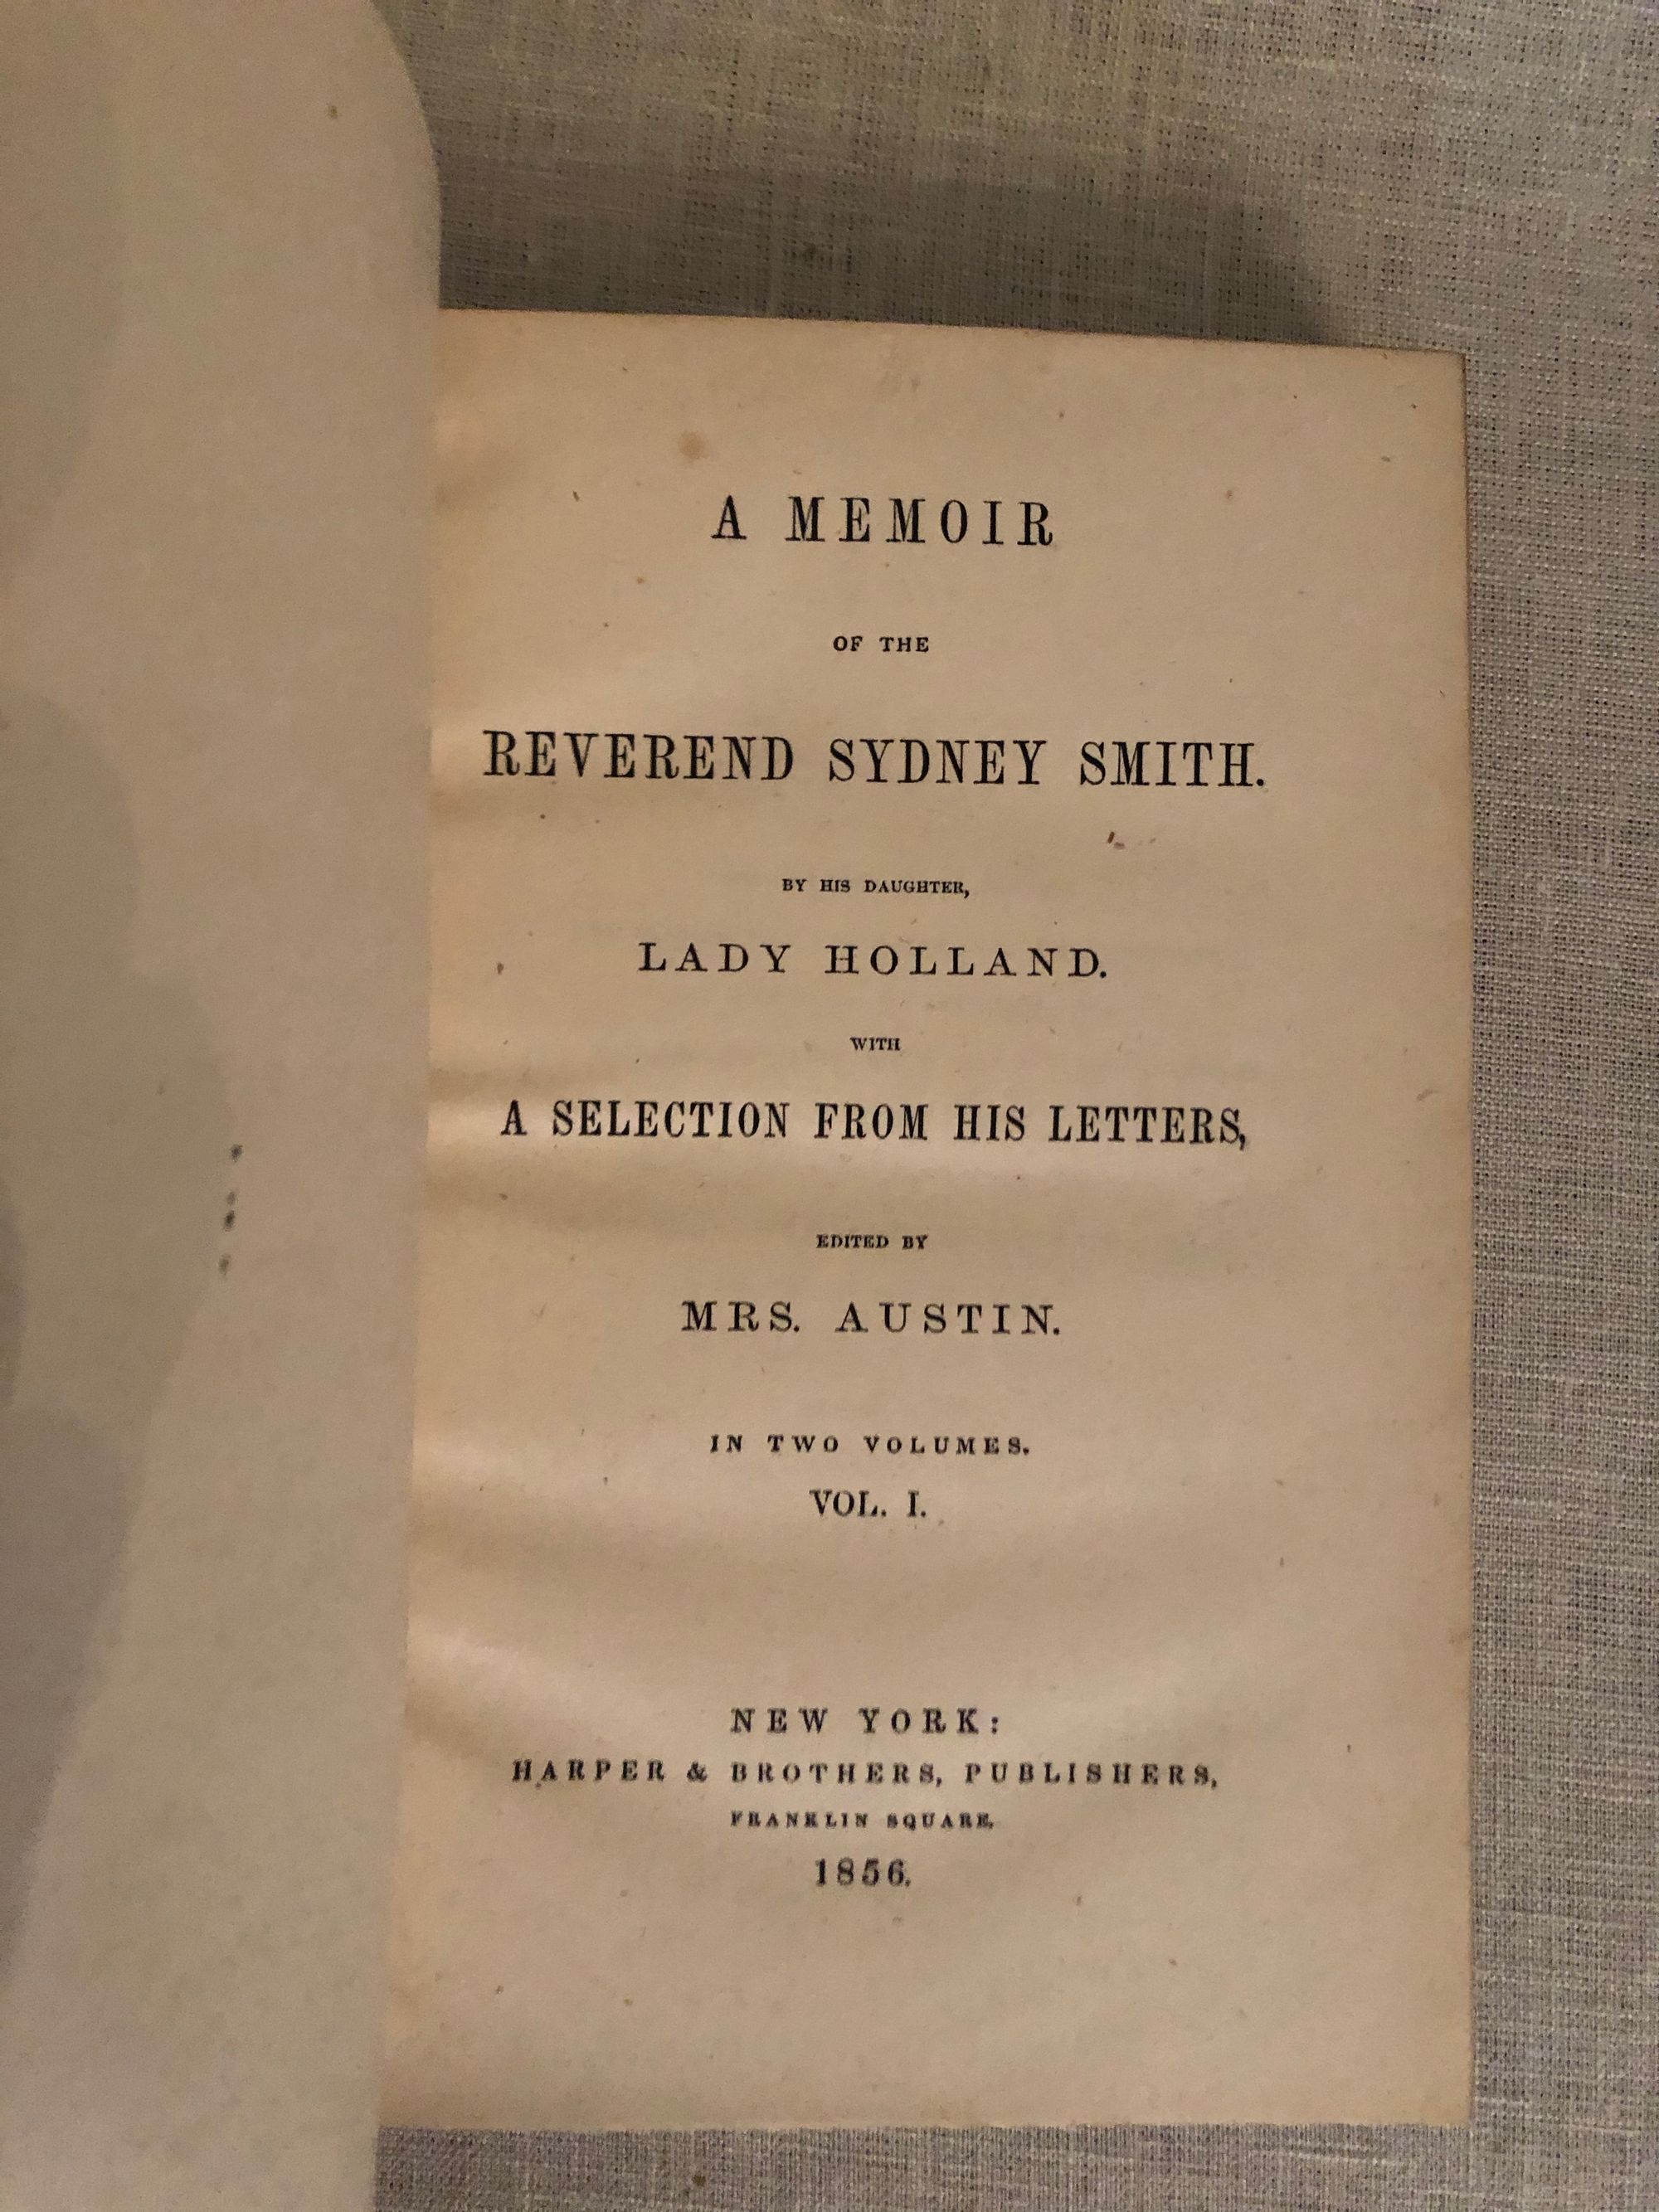 A MEMOIR
OF THE
REVEREND SYDNEY SMITH.
BY HIS DAUGHTER,
LADY HOLLAND.
WITH
A SELECTION FROM HIS LETTERS,
EDITED BY
MRS. AUSTIN.
IN TWO VOLUMES.
VOL. I.
NEW YORK:
HARPER & BROTHERS, PUBLISHERS,
FRANKLIN SQUARE.
1856.